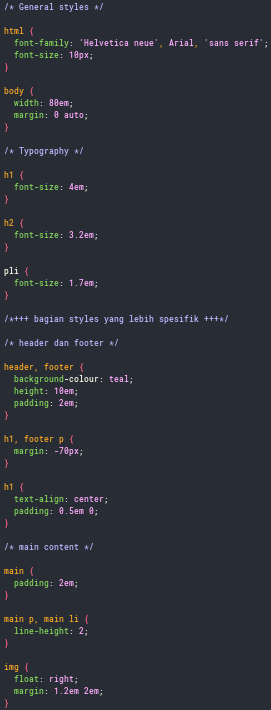 /* General styles */
html {
font-family: 'Helvetica neue', Arial, 'sans serif';
font-size: 10px;
}
body {
width: 80em;
margin: 0 auto;
}
/* Typography */
h1 {
font-size: 4em;
}
h2 {
font-size: 3.2em;
}
pli {
font-size: 1.7em;
}
/*+++ bagian styles yang lebih spesifik +++*/
/* header dan footer */
header, footer {
background-colour: teal;
height: 10em;
padding: 2em;
}
h1, footer p {
margin: -70px;
}
h1 {
text-align: center;
padding: 0.5em 0;
}
/* main content */
main {
padding: 2em;
}
main p, main li {
line-height: 2;
}
img {
float: right;
margin: 1.2em 2em;
}